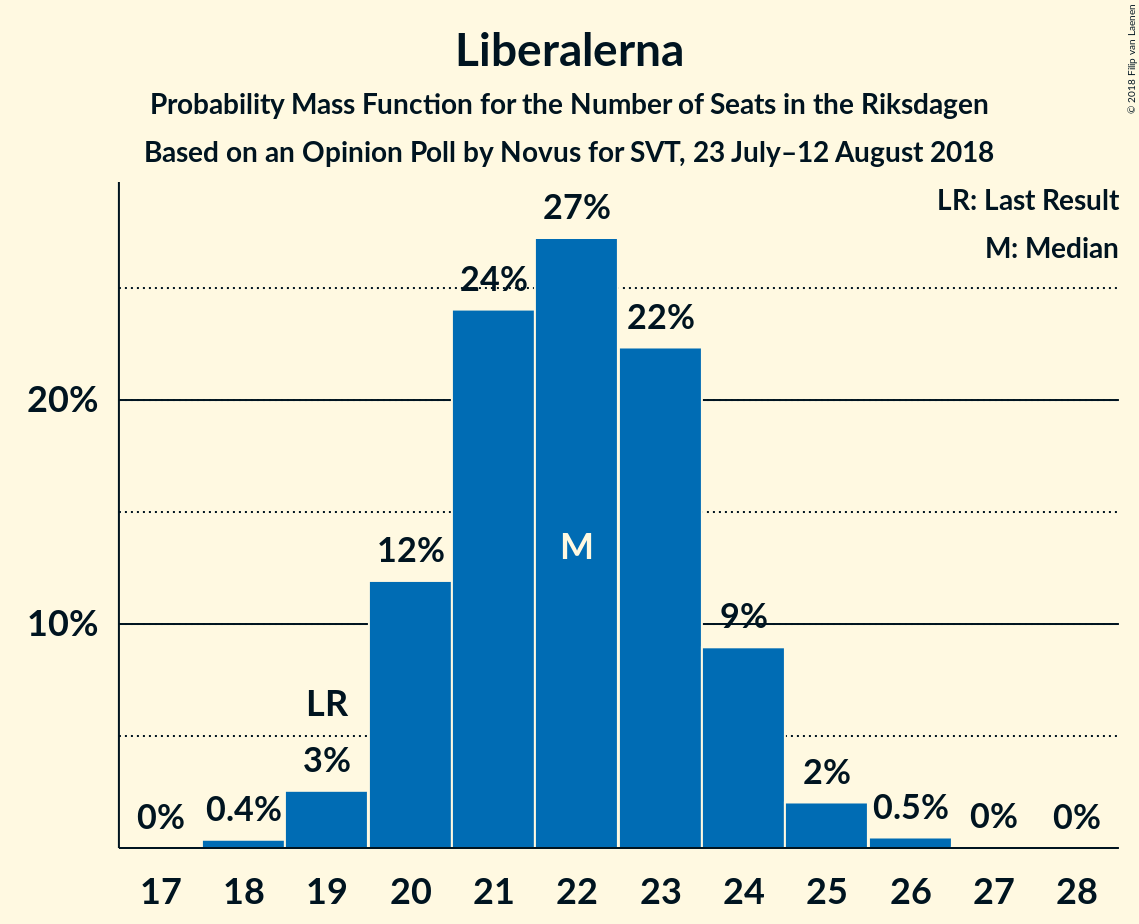 Liberalerna
Probability Mass Function for the Number of Seats in the Riksdagen
Based on an Opinion Poll by Novus for SVT, 23 July–12 August 2018
© 2018 Filip van Laenen
LR: Last Result
M: Median
27%
24%
22%
20%
12%
M
10%
9%
LR
3%
2%
0%
0.4%
0.5%
0%
0%
17 18 19 20 21 22 23 24 25 26 27 28